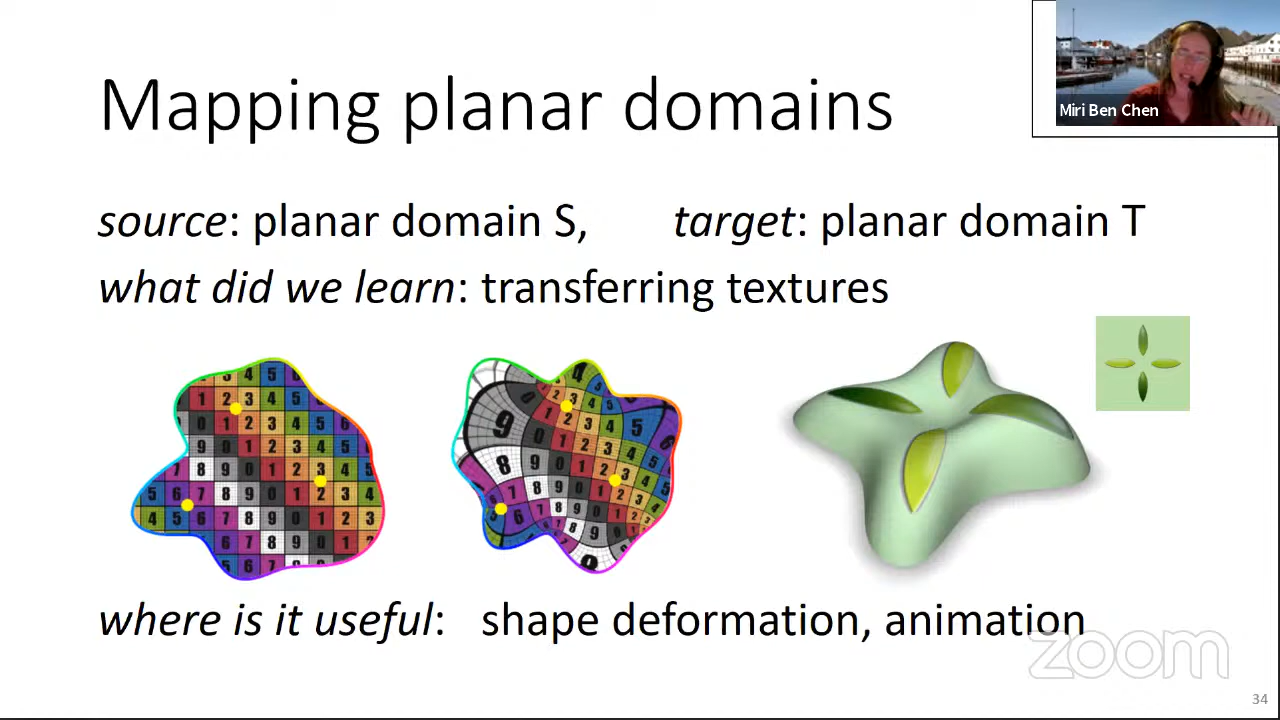 Mapping planar domains
Miri Ben Chen
source: planar domain S, target: planar domain T
what did we learn: transferring textures
where is it useful: shape deformation, animation
zoom
34